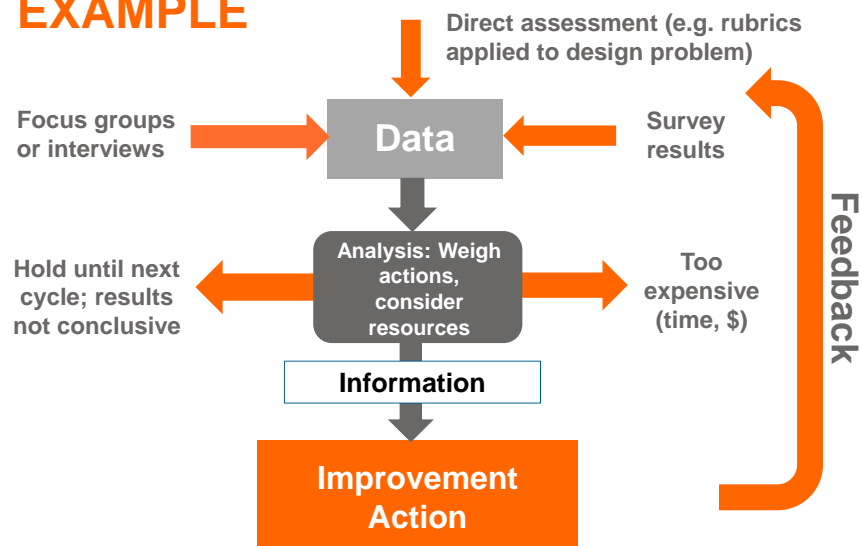 EXAMPLE
Direct assessment (e.g. rubrics
applied to design problem)
Focus groups
or interviews
Data
Survey
results
Feedback
Analysis: Weigh
actions,
consider
resources
Hold until next
cycle; results
not conclusive
Too
expensive
(time, $)
Information
Improvement
Action